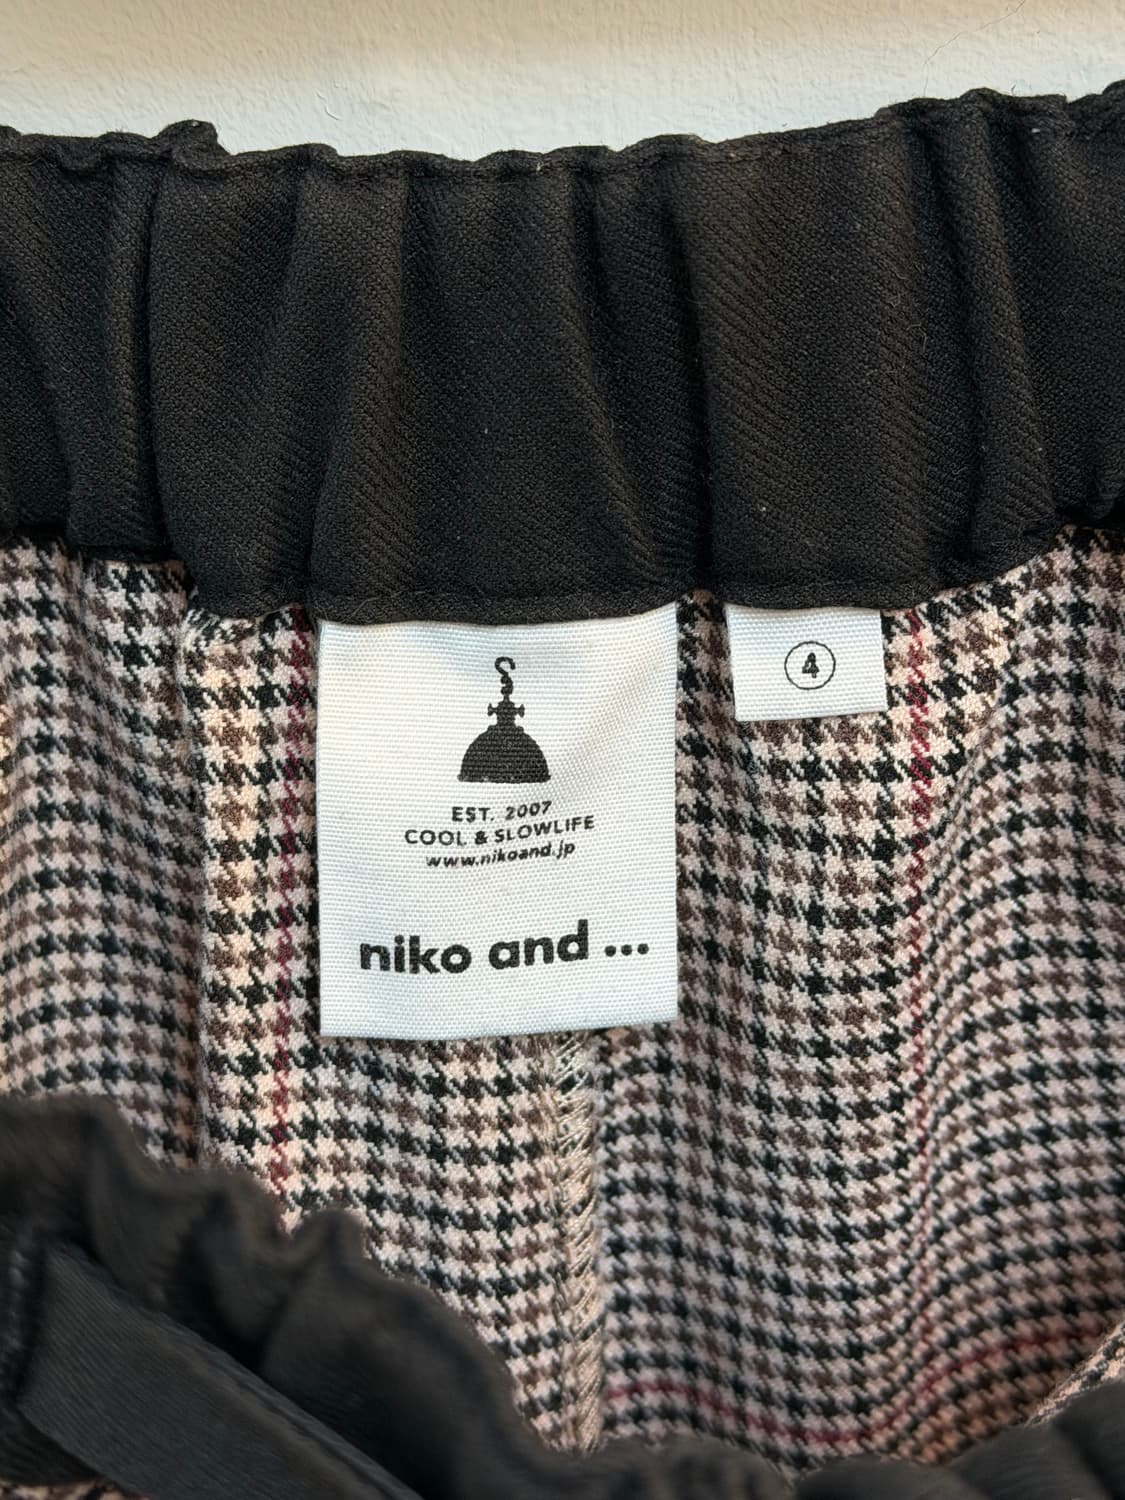 EST. 2007
COOL & SLOWLIFE
www.nikoand.jp
niko and ...
4